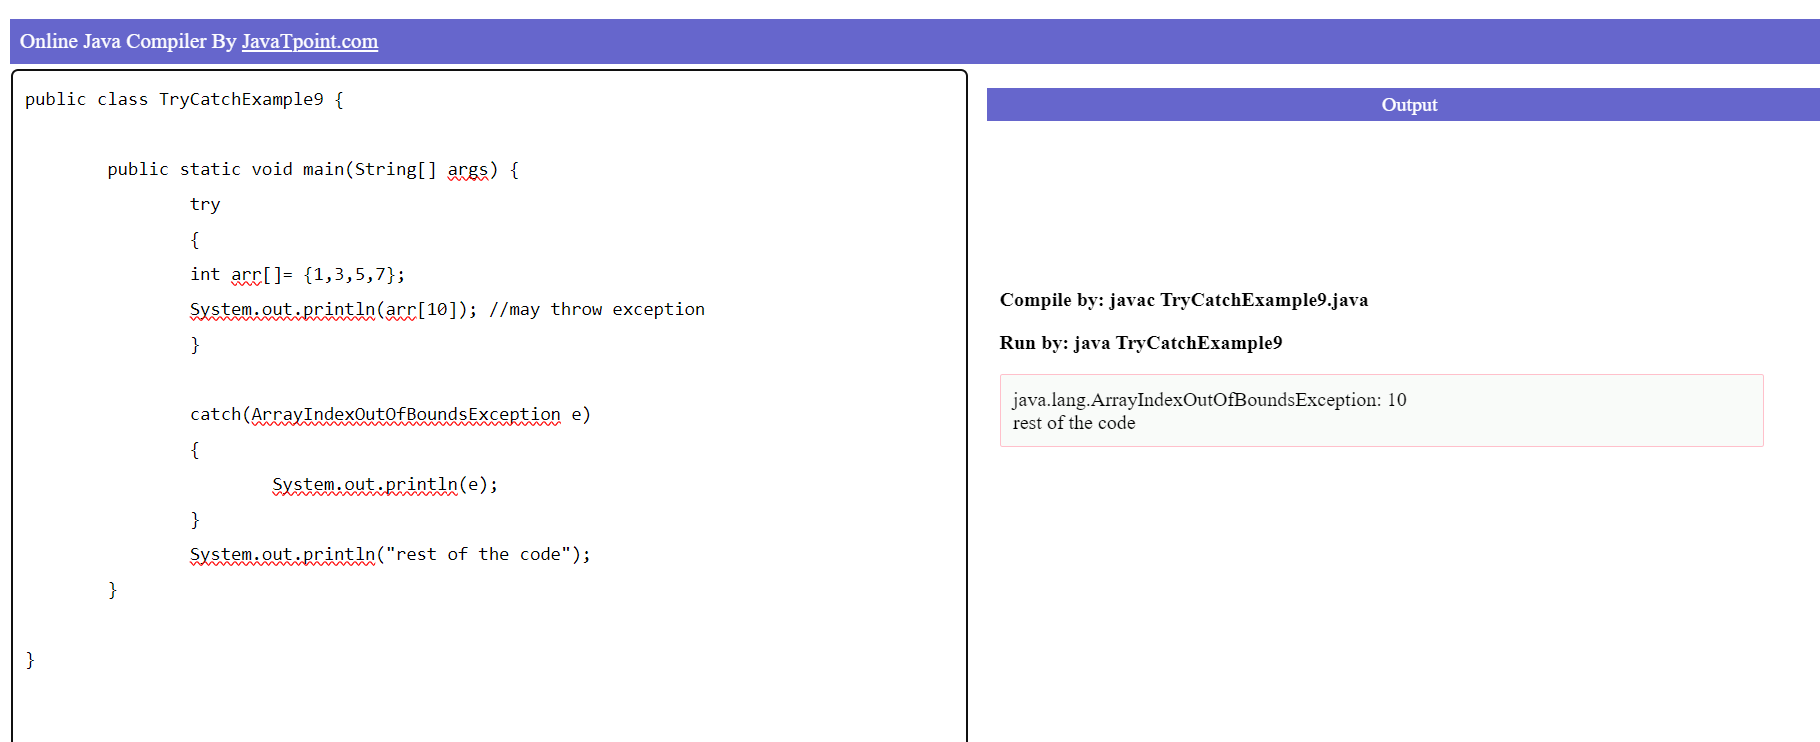 Online Java Compiler By JavaTpoint.com
public class TryCatchExample9 {
public static void main(String[] args) {
try
{
int arr[]= {1,3,5,7};
System.out.println(arr[10]); //may throw exception
}
catch(ArrayIndexOutOfBoundsException e)
{
System.out.println(e);
}
System.out.println("rest of the code");
}
}
Output
Compile by: javac TryCatchExample9.java
Run by: java TryCatchExample9
java.lang.ArrayIndexOutOfBoundsException: 10
rest of the code